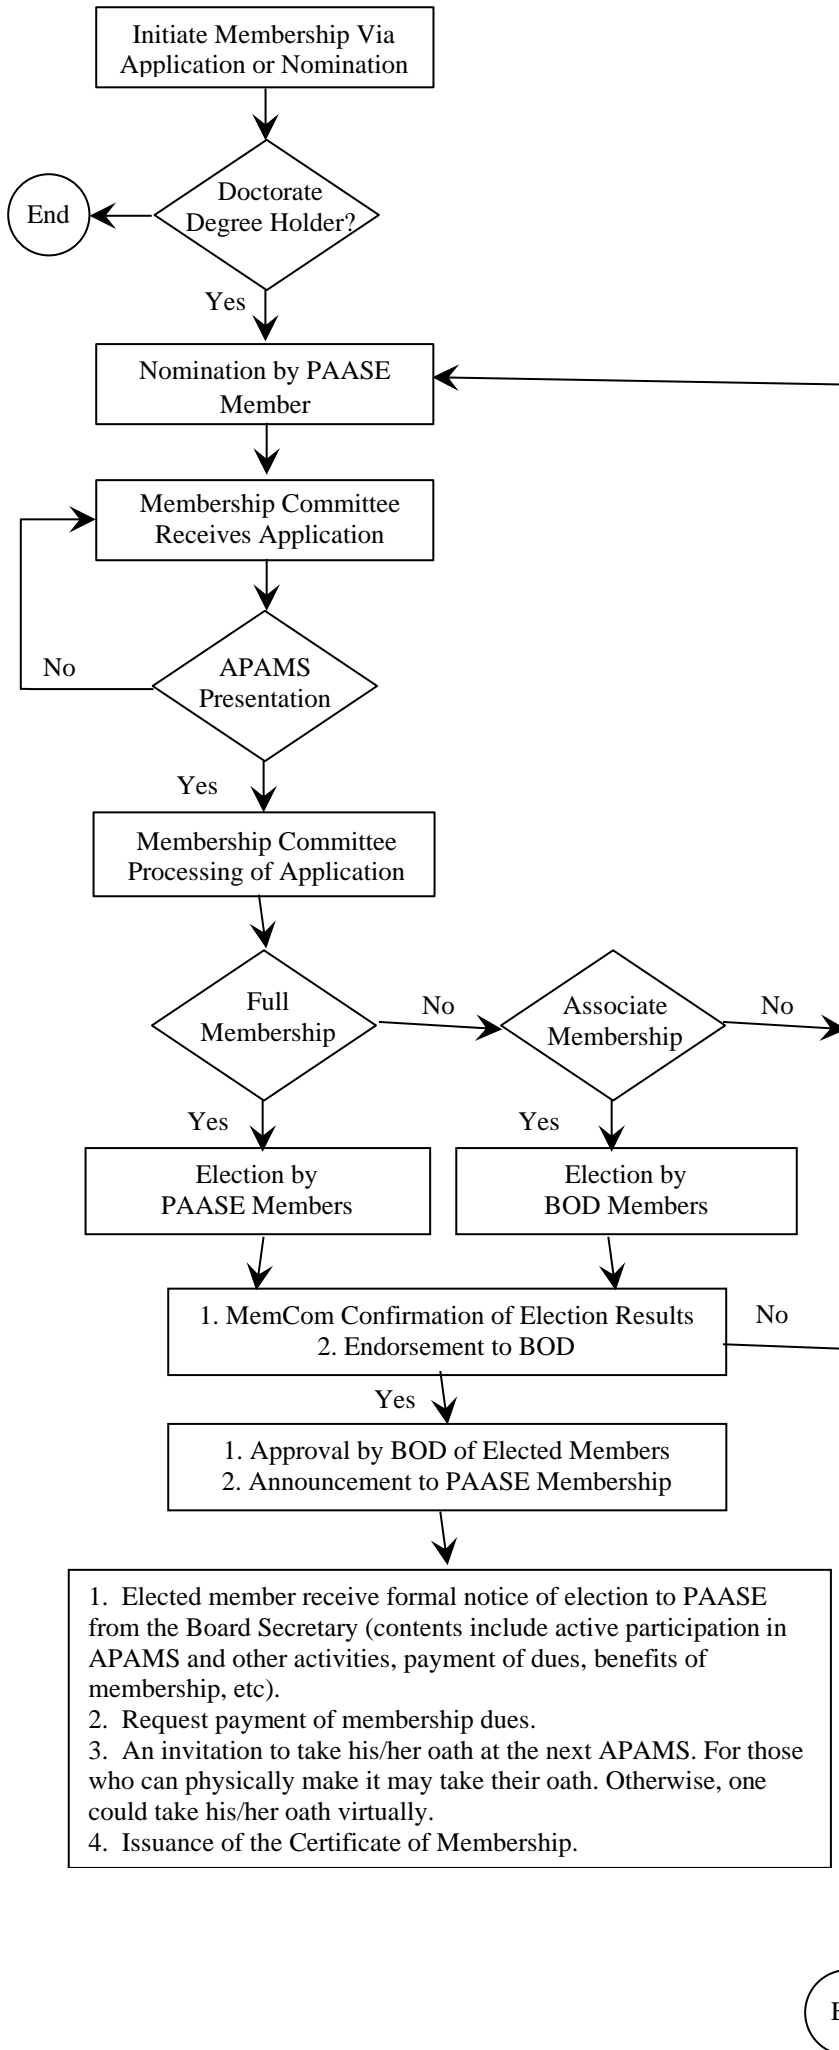 Initiate Membership Via
Application or Nomination
Doctorate
Degree Holder?
End
Yes
Nomination by PAASE
Member
Membership Committee
Receives Application
No
APAMS
Presentation
Yes
Membership Committee
Processing of Application
Full
Membership
No
Associate
Membership
No
Yes
Yes
Election by
PAASE Members
Election by
BOD Members
1. MemCom Confirmation of Election Results
2. Endorsement to BOD
No
Yes
1. Approval by BOD of Elected Members
2. Announcement to PAASE Membership
1. Elected member receive formal notice of election to PAASE
from the Board Secretary (contents include active participation in
APAMS and other activities, payment of dues, benefits of
membership, etc).
2. Request payment of membership dues.
3. An invitation to take his/her oath at the next APAMS. For those
who can physically make it may take their oath. Otherwise, one
could take his/her oath virtually.
4. Issuance of the Certificate of Membership.